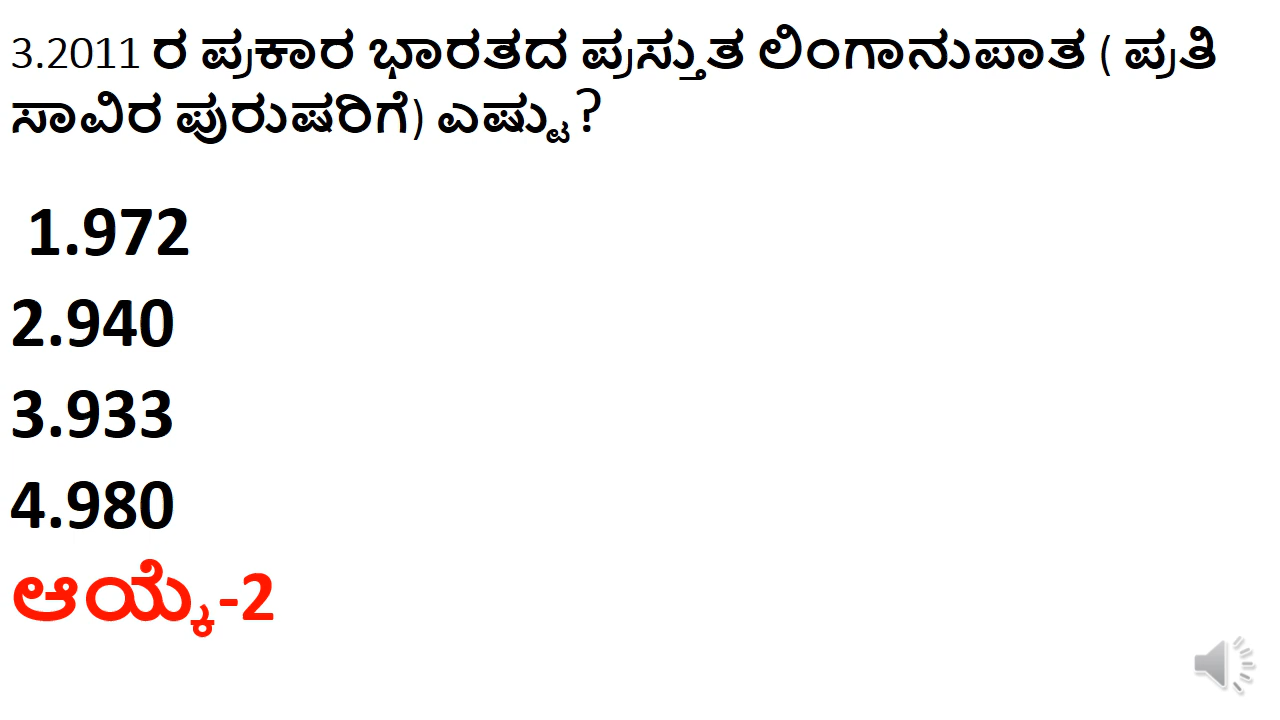 3.2011 ರ ಪ್ರಕಾರ ಭಾರತದ ಪ್ರಸ್ತುತ ಲಿಂಗಾನುಪಾತ ( ಪ್ರತಿ
ಸಾವಿರ ಪುರುಷರಿಗೆ) ಎಷ್ಟು?
1.972
2.940
3.933
4.980
ಆಯ್ಕೆ-2